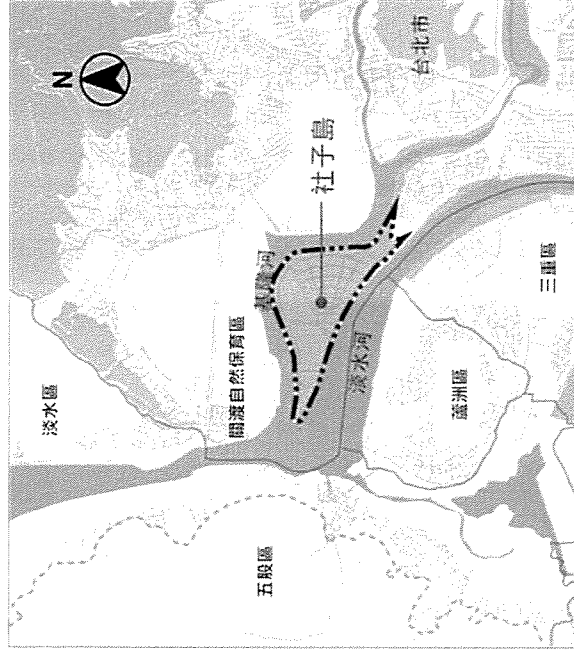 N
淡水區
關渡自然保育區
基隆河
社子島
台北市
五股區
淡水河
蘆洲區
三重區